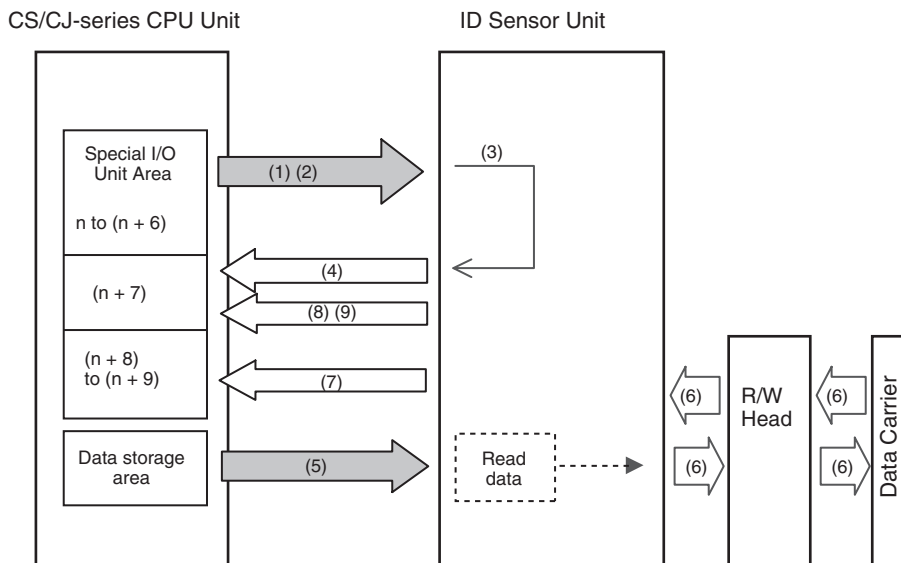 CS/CJ-series CPU Unit
ID Sensor Unit
Special I/O
Unit Area
n to (n + 6)
(1) (2)
(3)
(4)
(n + 7)
(8) (9)
(n + 8)
to (n + 9)
(7)
R/W
Head
Data Carrier
(6)
(6)
(6)
(6)
Data storage
area
(5)
Read
data